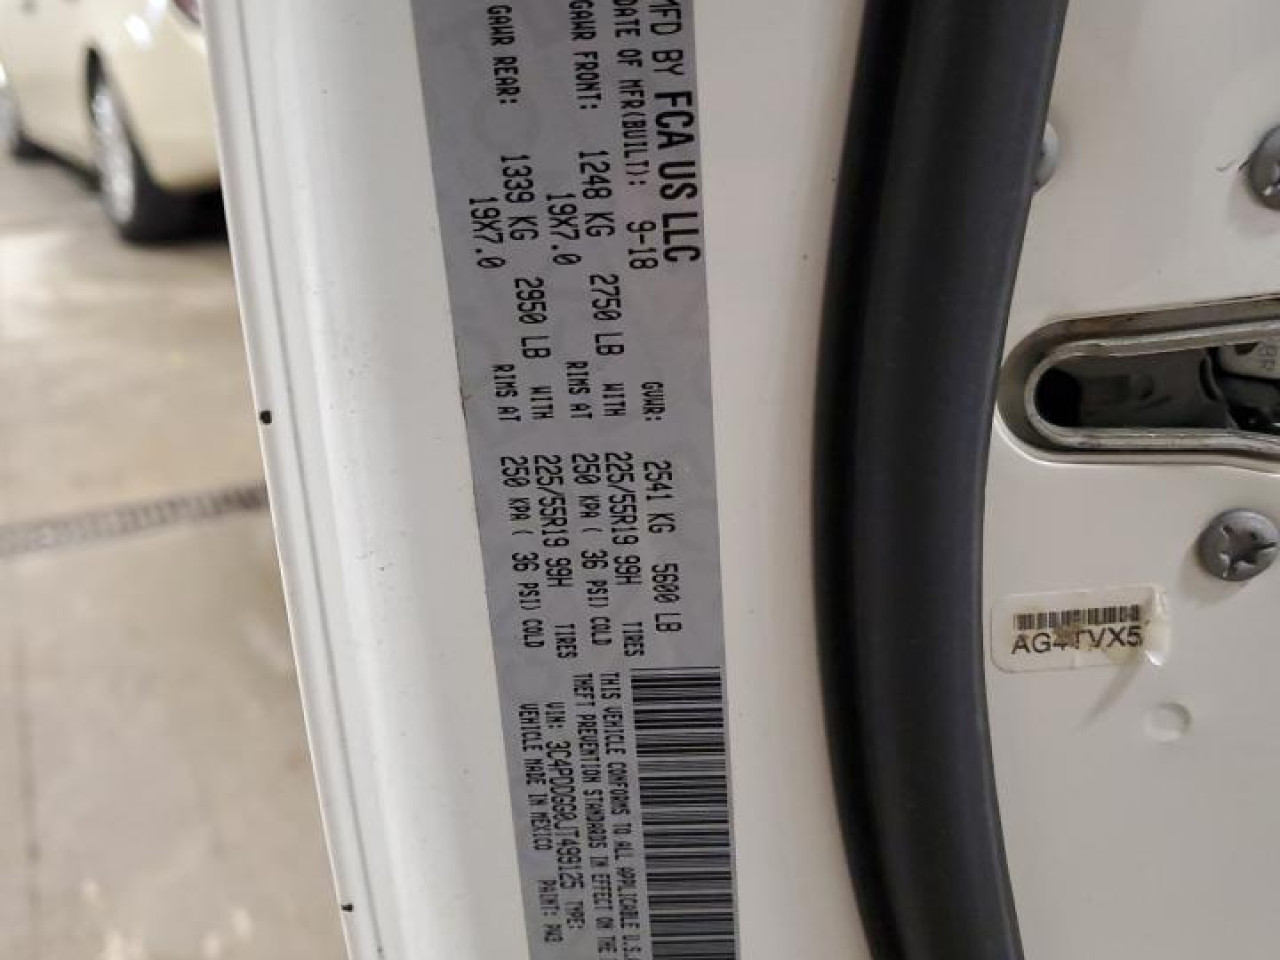 MFD BY FCA US LLC
DATE OF MFR(BUILT): 9-18 GVWR: 2541 KG 5600 LB
GAWR FRONT: 1248 KG 2750 LB WITH 225/55R19 99H TIRES
19X7.0 RIMS AT 250 KPA ( 36 PSI) COLD
GAWR REAR: 1339 KG 2950 LB WITH 225/55R19 99H TIRES
19X7.0 RIMS AT 250 KPA ( 36 PSI) COLD
THIS VEHICLE CONFORMS TO ALL APPLICABLE U.S.
THEFT PREVENTION STANDARDS IN EFFECT ON THE
VIN: 3C4PDDGG0JT499125 TYPE:
VEHICLE MADE IN MEXICO PAINT: PW3